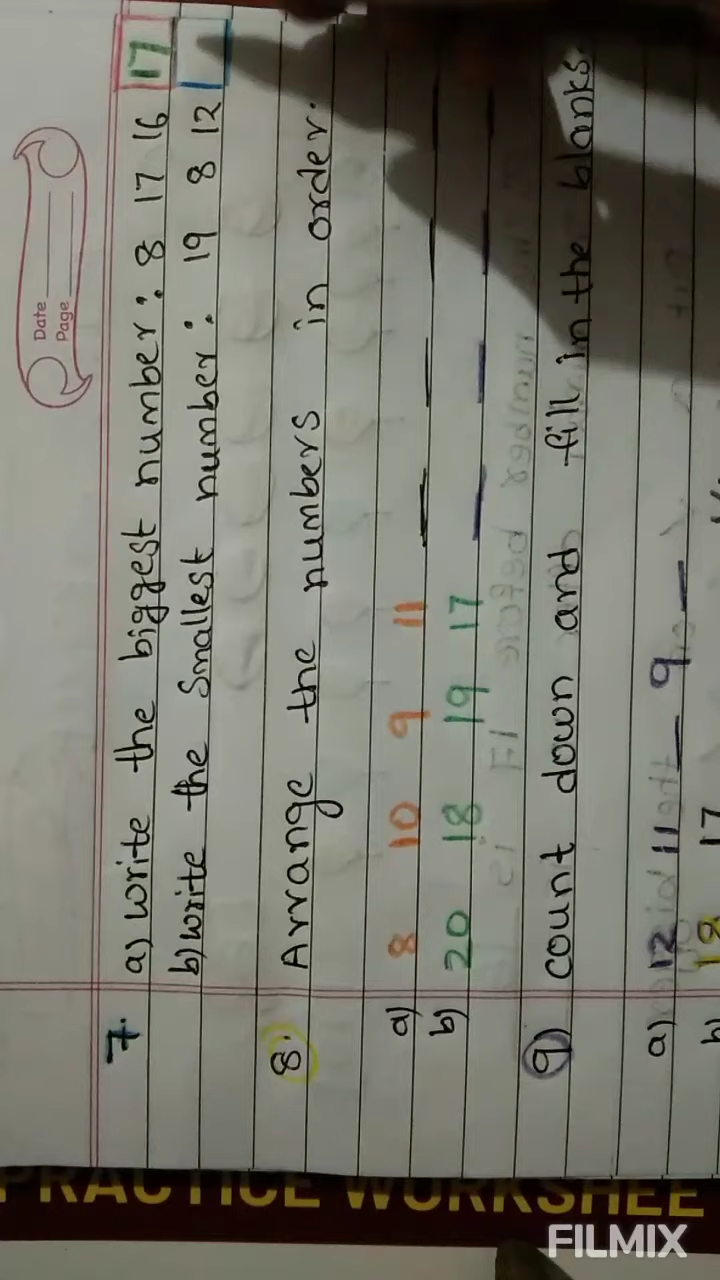 Date
Page
7. a) write the biggest number: 8 17 16 17
b) write the smallest number: 19 8 12
8. Arrange the numbers in order.
a) 8 10 9 11
b) 20 18 19 17
9) count down and fill in the blanks.
a) 12 11 _ 9 _
b) 18 17
PRACTICE WORKSHEE
FILMIX